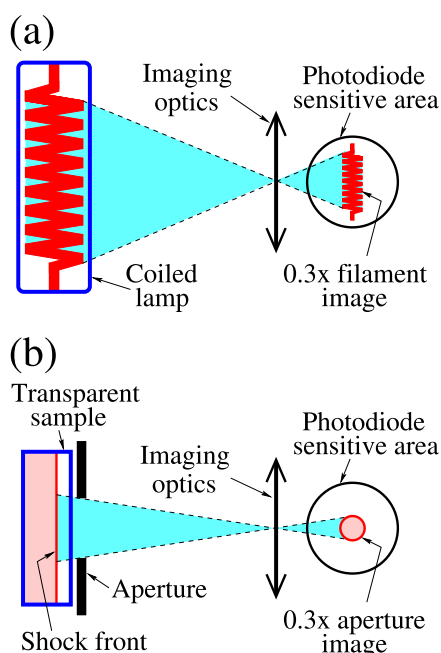 (a)
Imaging
optics
Photodiode
sensitive area
Coiled
lamp
0.3x filament
image
(b)
Transparent
sample
Imaging
optics
Photodiode
sensitive area
Aperture
Shock front
0.3x aperture
image